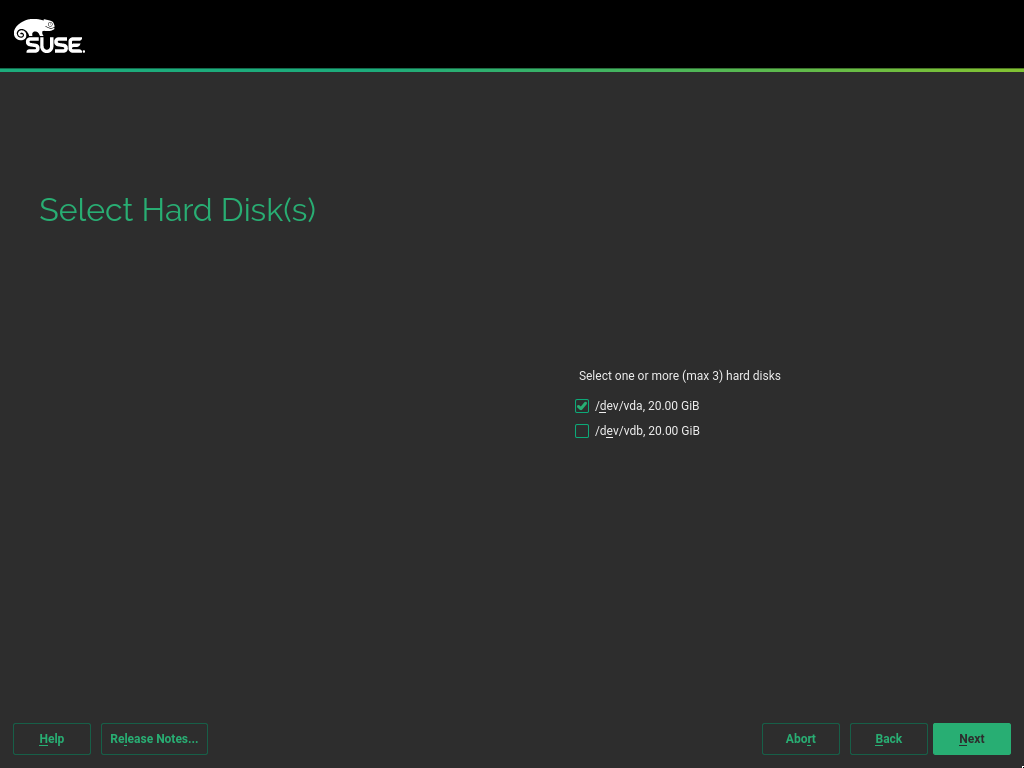 SUSE.
Select Hard Disk(s)
Select one or more (max 3) hard disks
/dev/vda, 20.00 GiB
/dev/vdb, 20.00 GiB
Help Release Notes... Abort Back Next